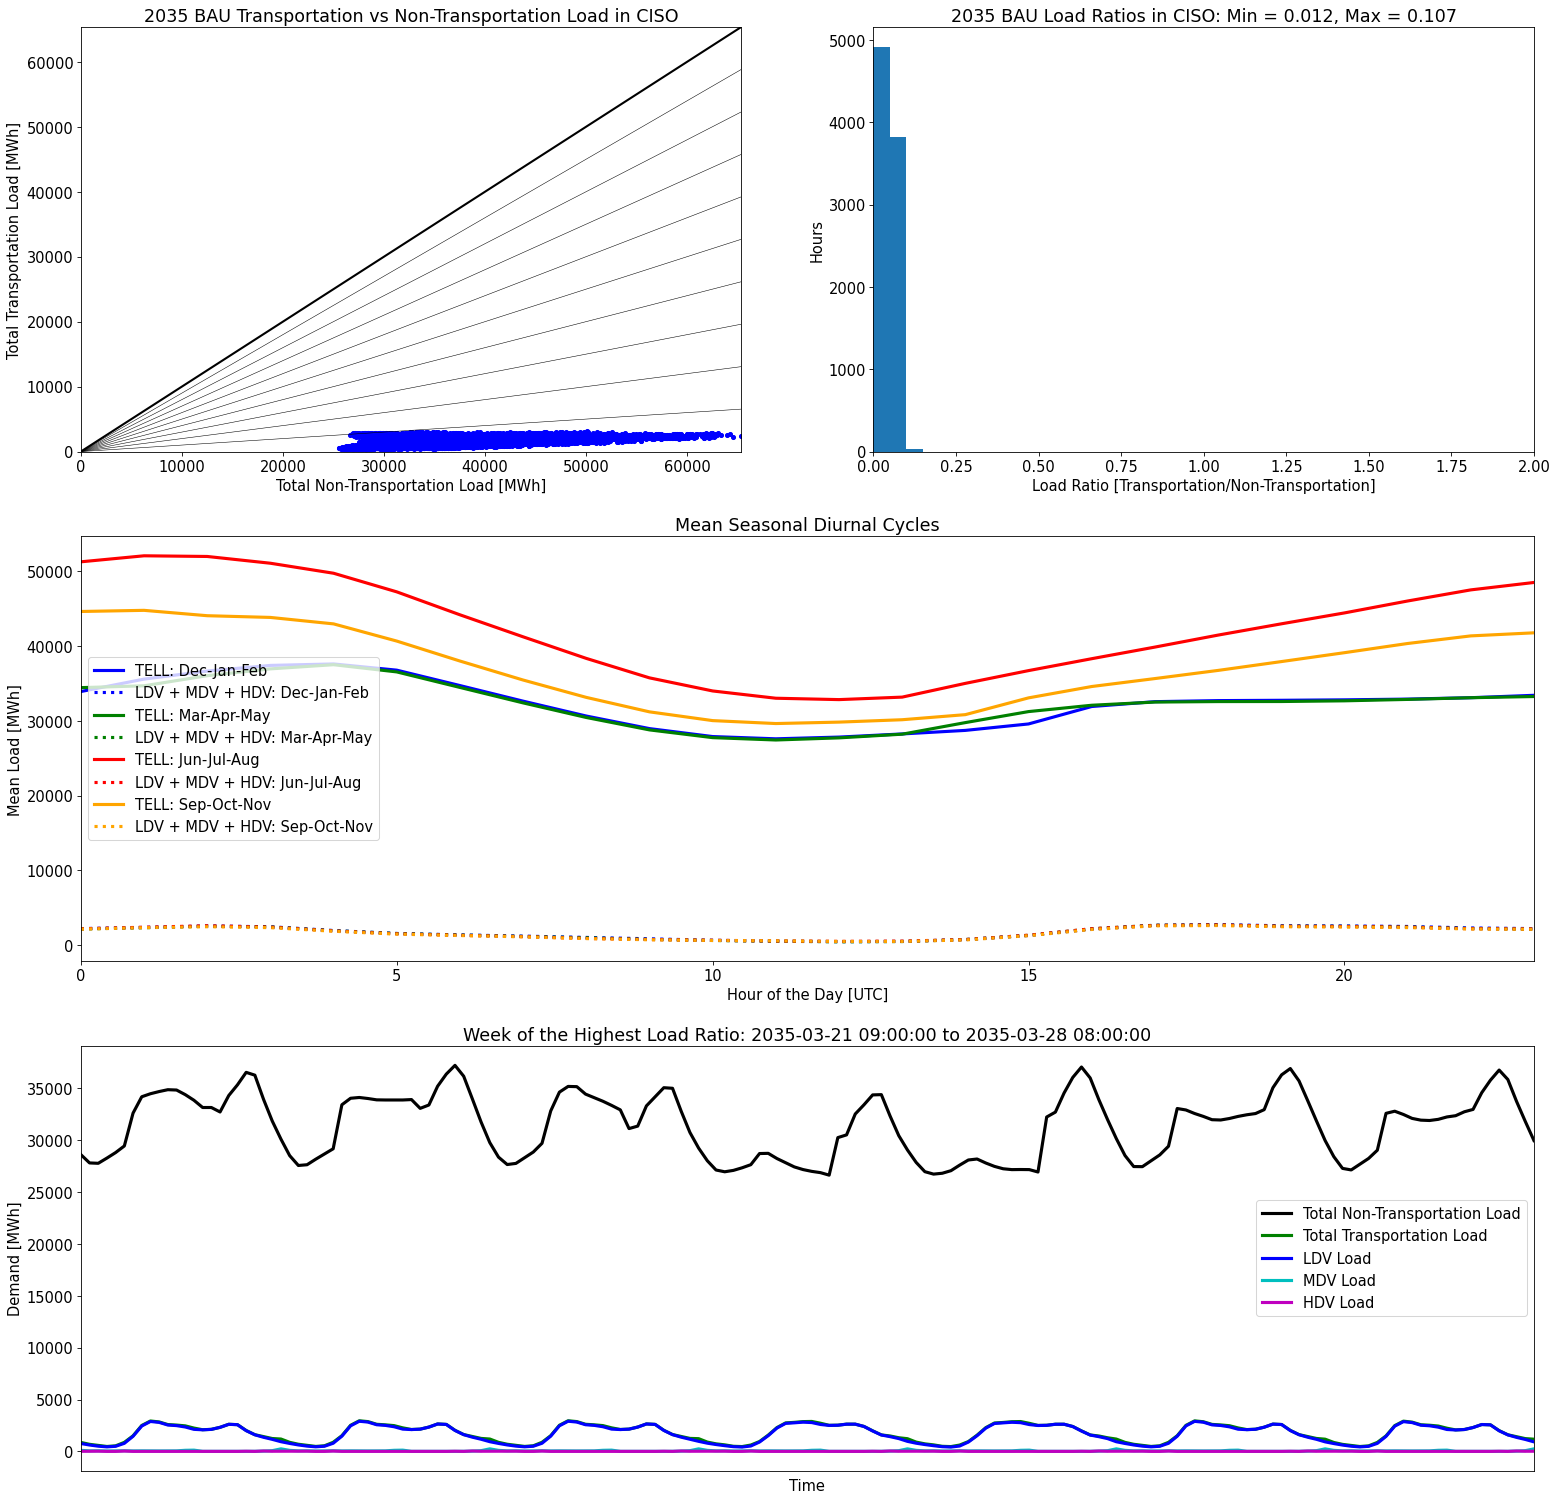 2035 BAU Transportation vs Non-Transportation Load in CISO
Total Transportation Load [MWh]
60000
50000
40000
30000
20000
10000
0
0 10000 20000 30000 40000 50000 60000
Total Non-Transportation Load [MWh]
2035 BAU Load Ratios in CISO: Min = 0.012, Max = 0.107
Hours
5000
4000
3000
2000
1000
0
0.00 0.25 0.50 0.75 1.00 1.25 1.50 1.75 2.00
Load Ratio [Transportation/Non-Transportation]
Mean Seasonal Diurnal Cycles
Mean Load [MWh]
50000
40000
30000
20000
10000
0
TELL: Dec-Jan-Feb
LDV + MDV + HDV: Dec-Jan-Feb
TELL: Mar-Apr-May
LDV + MDV + HDV: Mar-Apr-May
TELL: Jun-Jul-Aug
LDV + MDV + HDV: Jun-Jul-Aug
TELL: Sep-Oct-Nov
LDV + MDV + HDV: Sep-Oct-Nov
0 5 10 15 20
Hour of the Day [UTC]
Week of the Highest Load Ratio: 2035-03-21 09:00:00 to 2035-03-28 08:00:00
Demand [MWh]
35000
30000
25000
20000
15000
10000
5000
0
Total Non-Transportation Load
Total Transportation Load
LDV Load
MDV Load
HDV Load
Time